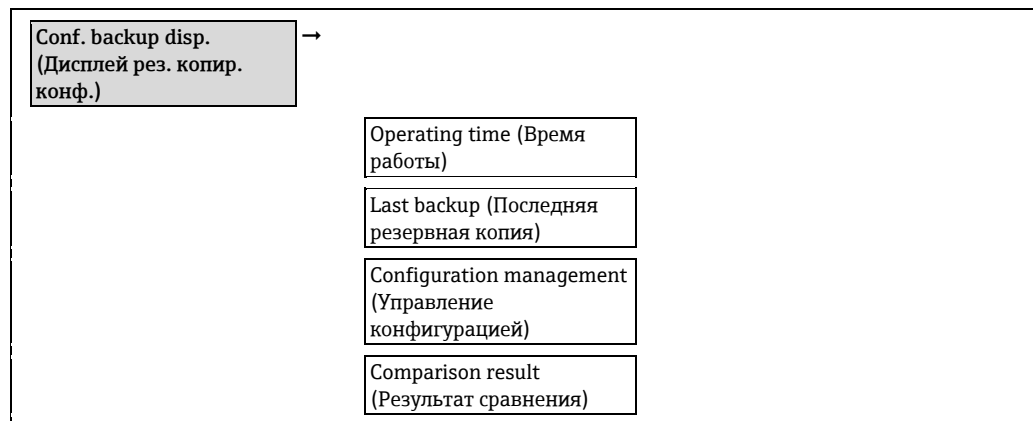 Conf. backup disp. →
(Дисплей рез. копир.
конф.)
Operating time (Время
работы)
Last backup (Последняя
резервная копия)
Configuration management
(Управление
конфигурацией)
Comparison result
(Результат сравнения)